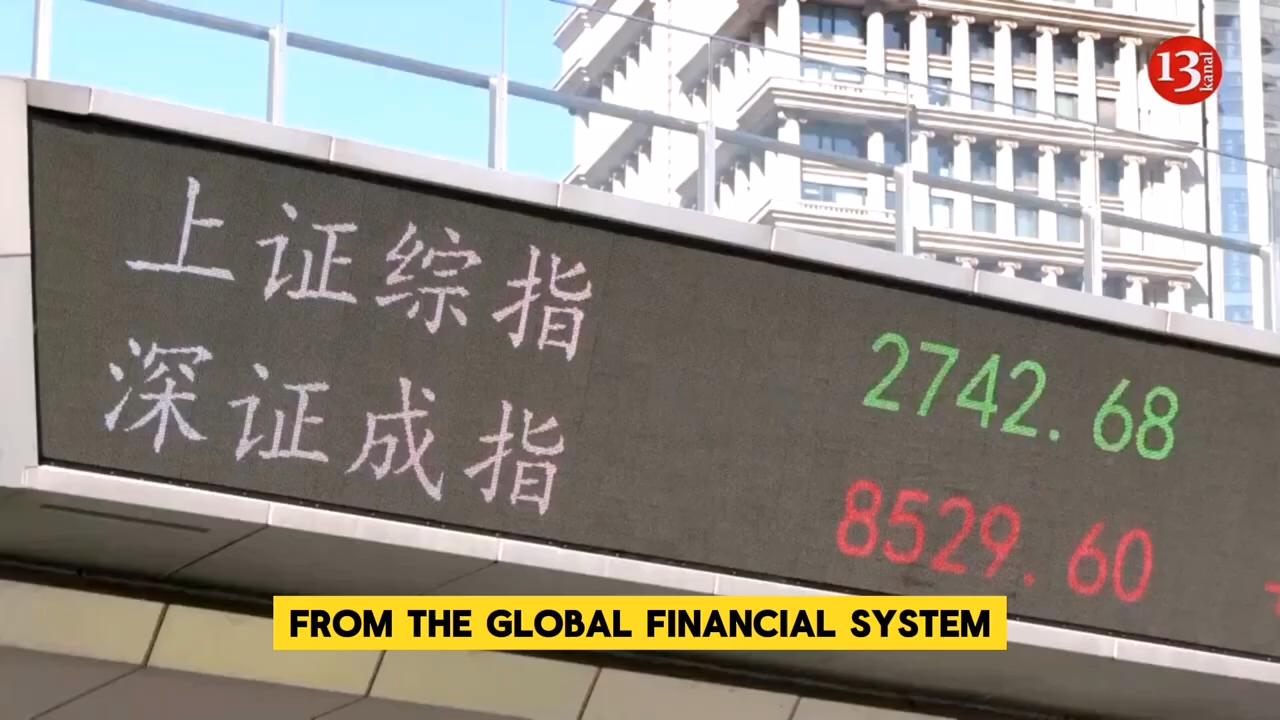 13 kanal
上证综指 2742.68
深证成指 8529.60
FROM THE GLOBAL FINANCIAL SYSTEM